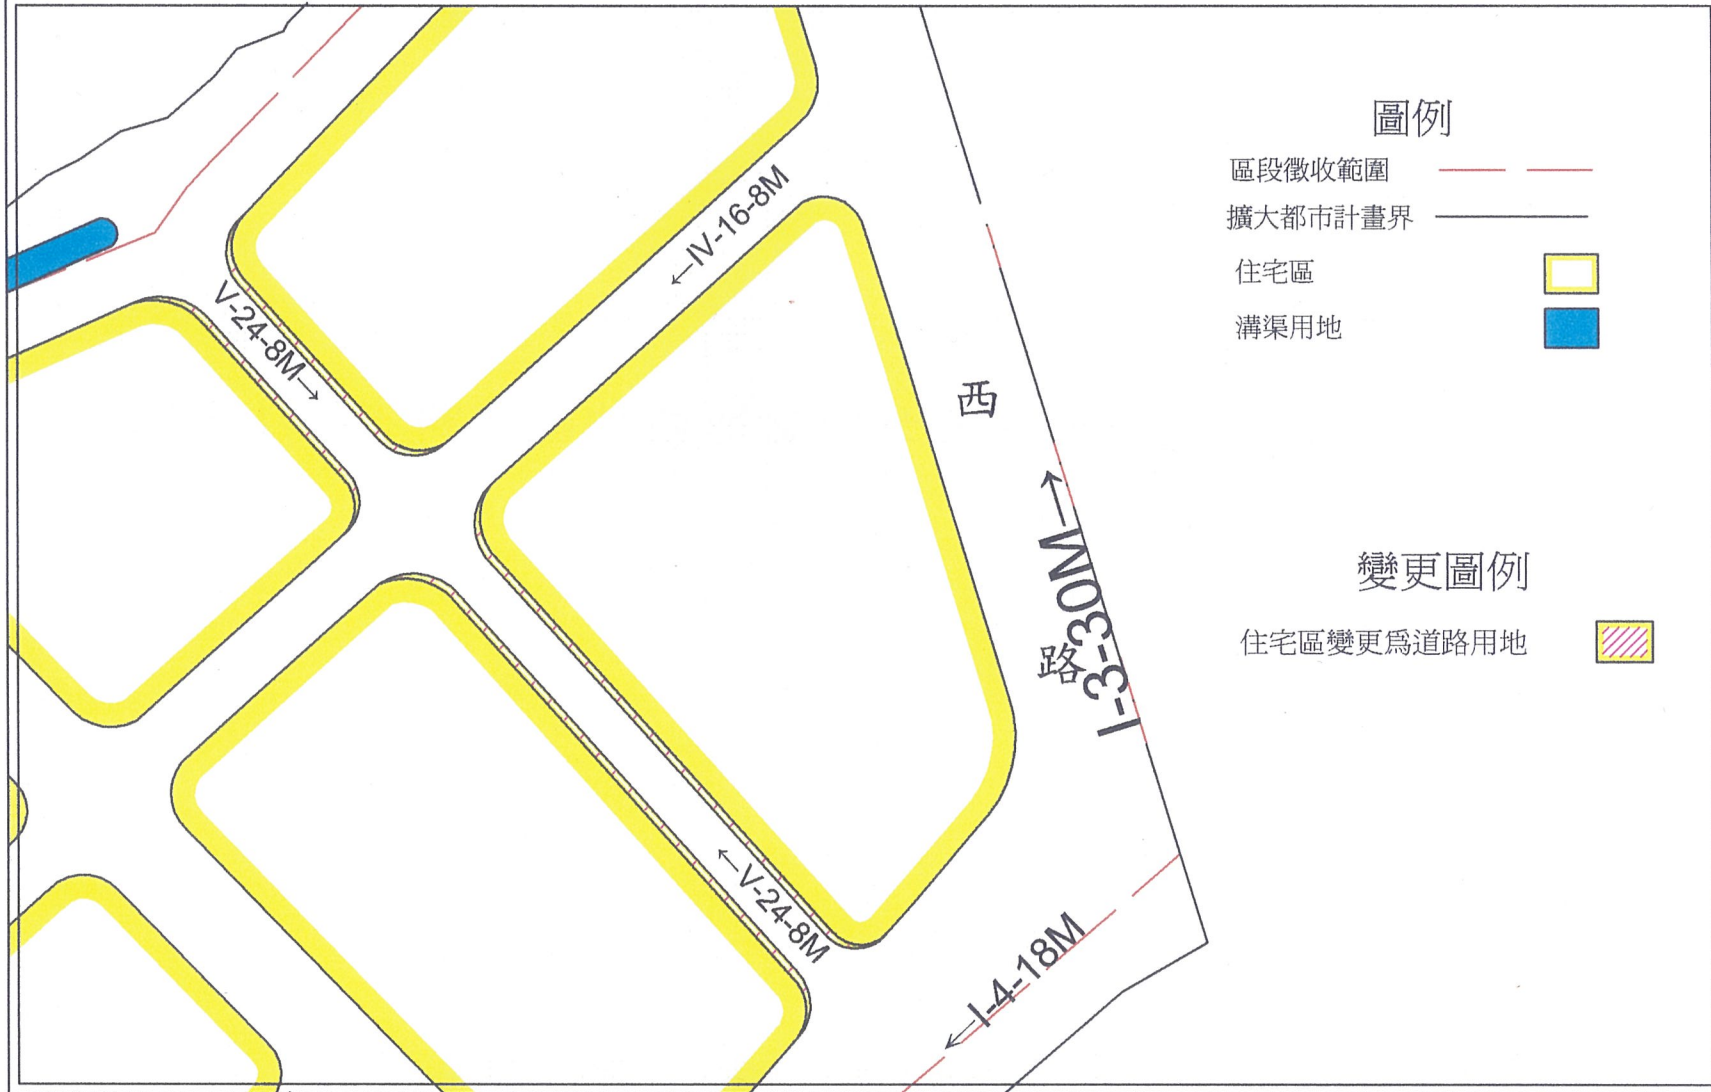 圖例
區段徵收範圍
擴大都市計畫界
住宅區
溝渠用地
變更圖例
住宅區變更為道路用地
←IV-16-8M
V-24-8M→
西
路
I-3-30M→
←V-24-8M
←I-4-18M